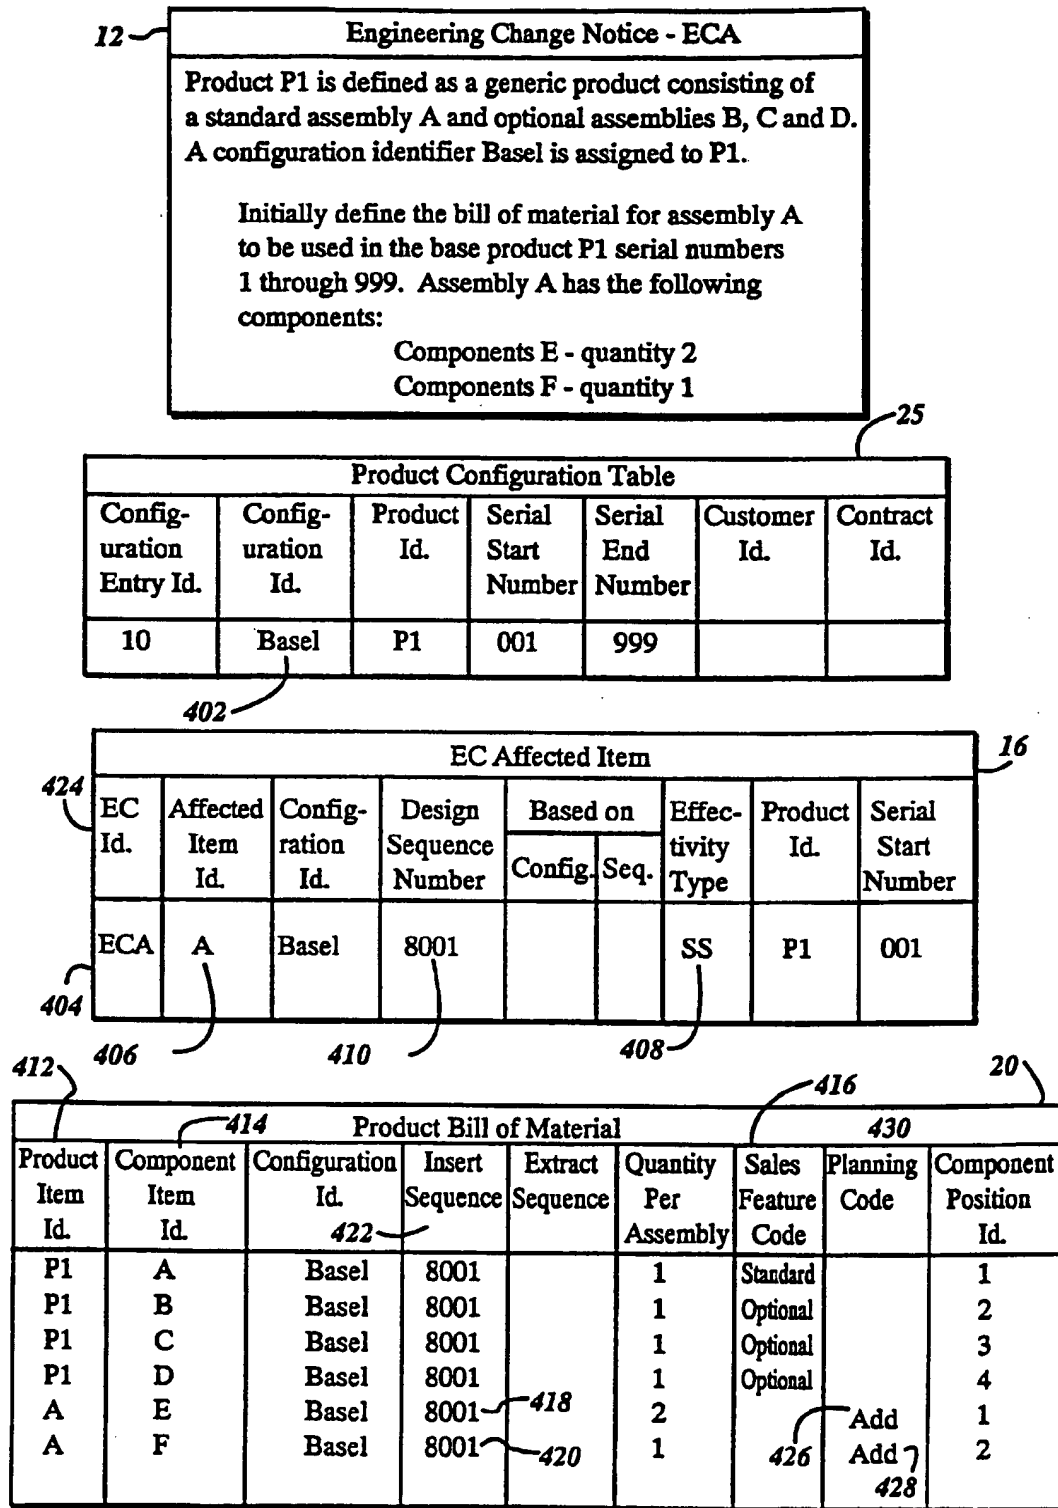 12
Engineering Change Notice - ECA
Product P1 is defined as a generic product consisting of
a standard assembly A and optional assemblies B, C and D.
A configuration identifier Basel is assigned to P1.
Initially define the bill of material for assembly A
to be used in the base product P1 serial numbers
1 through 999. Assembly A has the following
components:
Components E - quantity 2
Components F - quantity 1
25
Product Configuration Table
Config- Config- Product Serial Serial Customer Contract
uration uration Id. Start End Id. Id.
Entry Id. Id. Number Number
10 Basel P1 001 999
402
EC Affected Item
16
424
EC Affected Config- Design Based on Effec- Product Serial
Id. Item ration Sequence Config. Seq. tivity Id. Start
Id. Id. Number Type Number
ECA A Basel 8001 SS P1 001
404
406 410 408
412 416 20
414 Product Bill of Material 430
Product Component Configuration Insert Extract Quantity Sales Planning Component
Item Item Id. Sequence Sequence Per Feature Code Position
Id. Id. 422 Assembly Code Id.
P1 A Basel 8001 1 Standard 1
P1 B Basel 8001 1 Optional 2
P1 C Basel 8001 1 Optional 3
P1 D Basel 8001 1 Optional 4
A E Basel 8001 418 2 Add 1
A F Basel 8001 420 1 426 Add 2
428